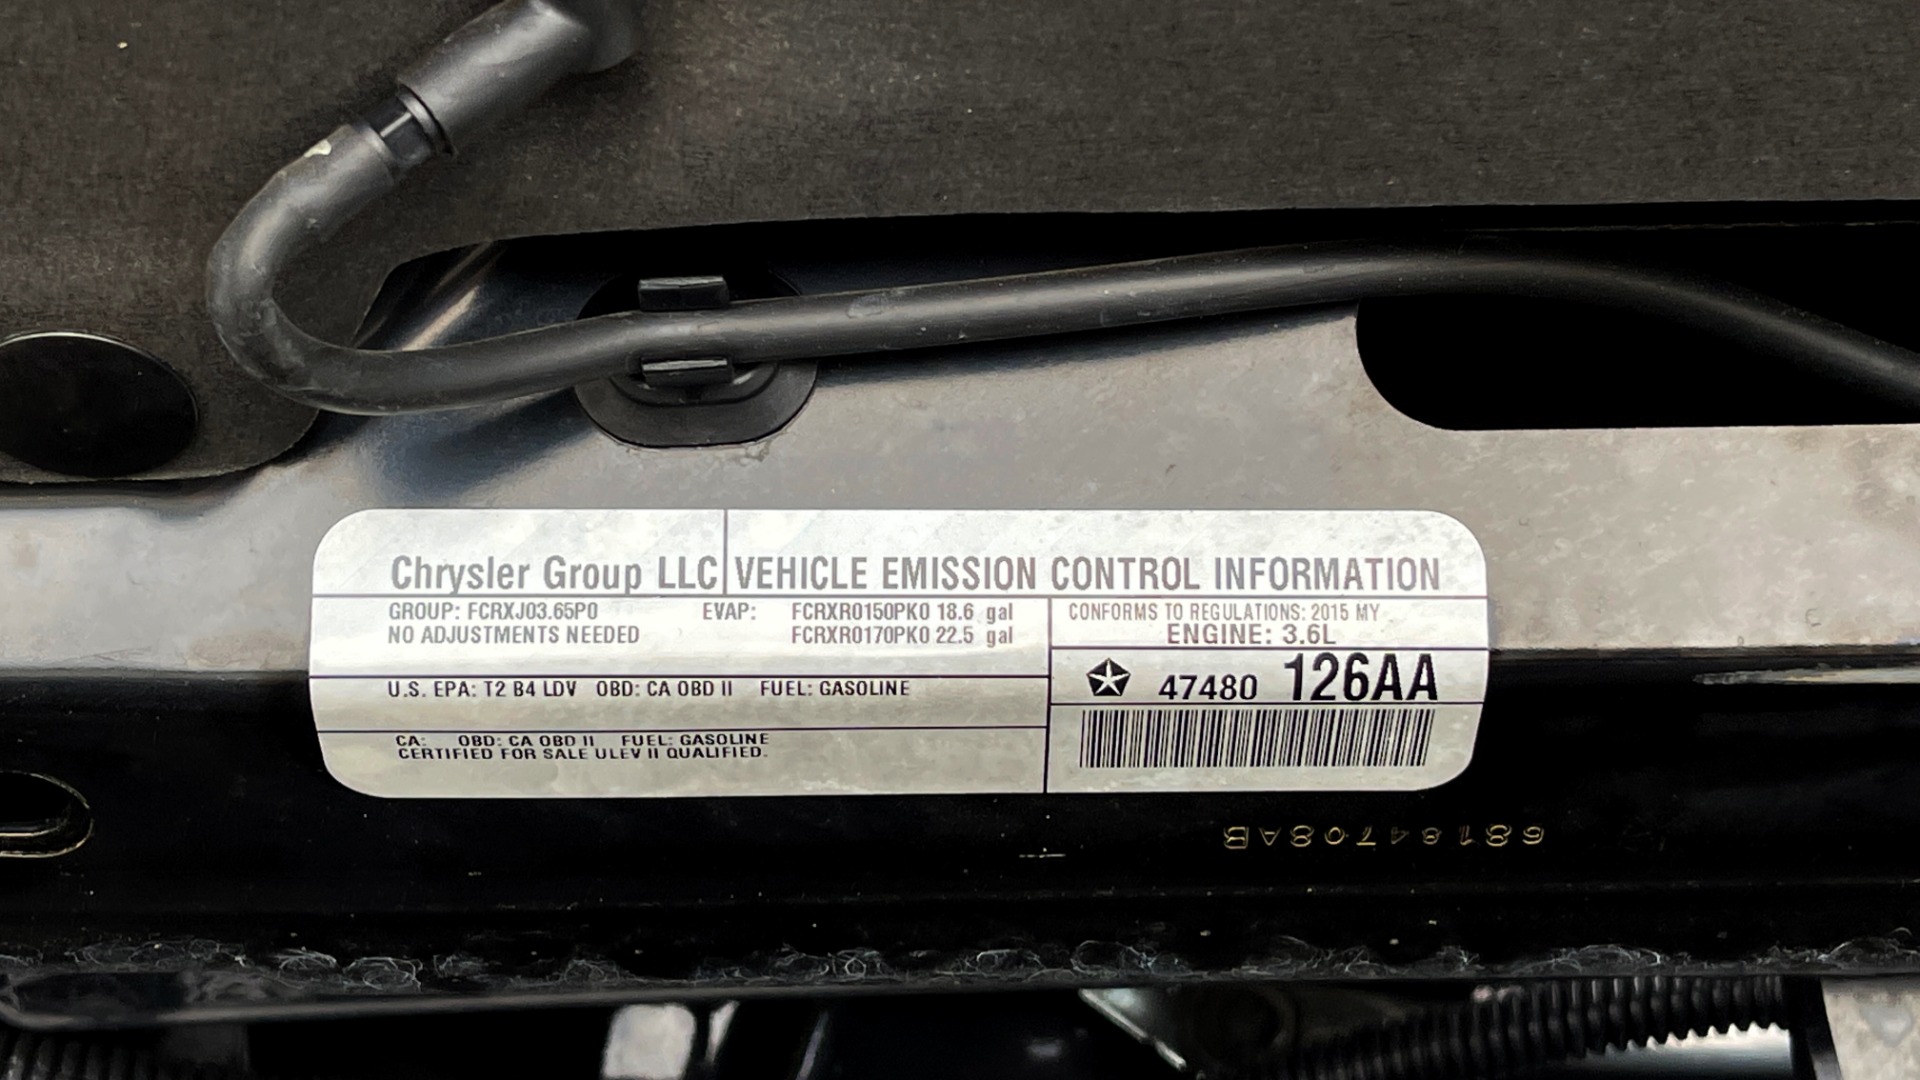 Chrysler Group LLC VEHICLE EMISSION CONTROL INFORMATION
GROUP: FCRXJ03.65P0 EVAP: FCRXR0150PK0 18.6 gal
NO ADJUSTMENTS NEEDED FCRXR0170PK0 22.5 gal
CONFORMS TO REGULATIONS: 2015 MY
ENGINE: 3.6L
U.S. EPA: T2 B4 LDV OBD: CA OBD II FUEL: GASOLINE
47480 126AA
CA: OBD: CA OBD II FUEL: GASOLINE
CERTIFIED FOR SALE ULEV II QUALIFIED.
68184708AB